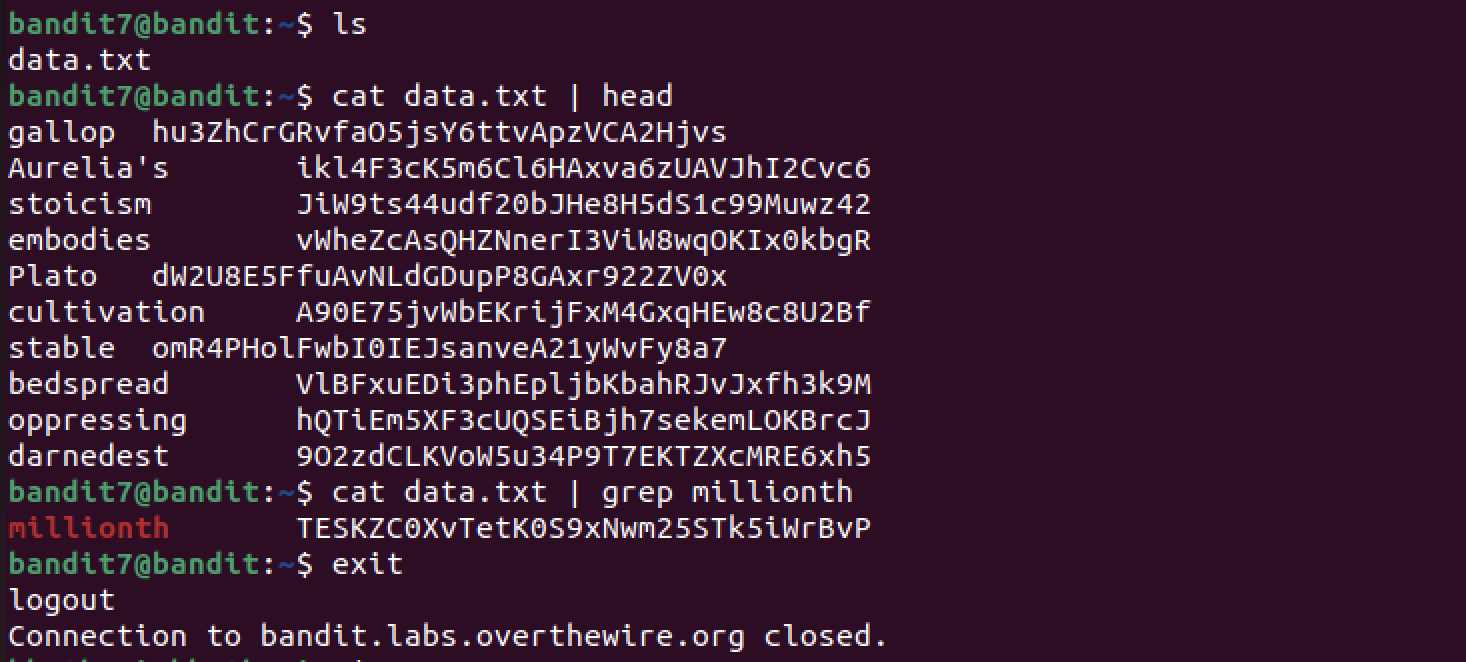 bandit7@bandit:~$ ls
data.txt
bandit7@bandit:~$ cat data.txt | head
gallop  hu3ZhCrGRvfaO5jsY6ttvApzVCA2Hjvs
Aurelia's       ikl4F3cK5m6Cl6HAxva6zUAVJhI2Cvc6
stoicism        JiW9ts44udf20bJHe8H5dS1c99Muwz42
embodies        vWheZcAsQHZNnerI3ViW8wqOKIx0kbgR
Plato   dW2U8E5FfuAvNLdGDupP8GAxr922ZV0x
cultivation     A90E75jvWbEKrijFxM4GxqHEw8c8U2Bf
stable  omR4PHolFwbI0IEJsanveA21yWvFy8a7
bedspread       VlBFxuEDi3phEpljbKbahRJvJxfh3k9M
oppressing      hQTiEm5XF3cUQSEiBjh7sekemLOKBrcJ
darnedest       9O2zdCLKVoW5u34P9T7EKTZXcMRE6xh5
bandit7@bandit:~$ cat data.txt | grep millionth
millionth       TESKZC0XvTetK0S9xNwm25STk5iWrBvP
bandit7@bandit:~$ exit
logout
Connection to bandit.labs.overthewire.org closed.